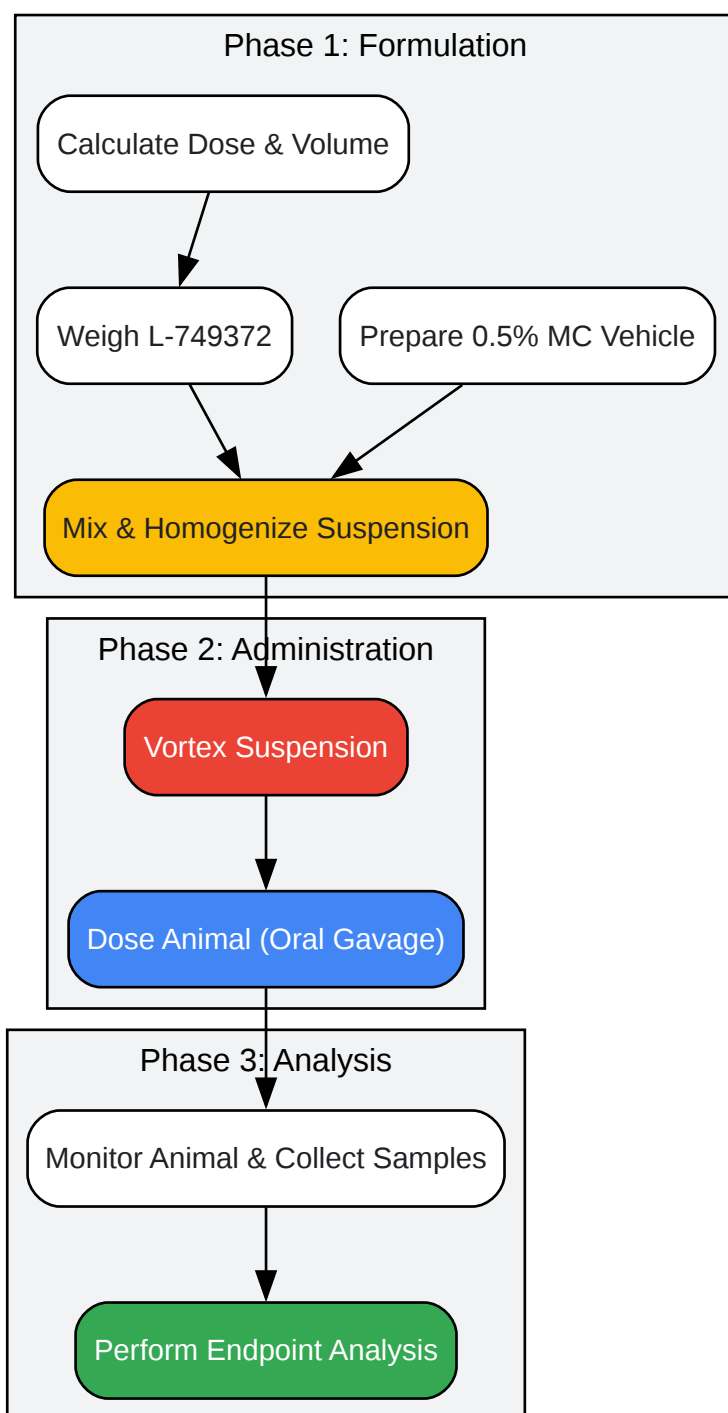 Phase 1: Formulation
Calculate Dose & Volume
Weigh L-749372
Prepare 0.5% MC Vehicle
Mix & Homogenize Suspension
Phase 2: Administration
Vortex Suspension
Dose Animal (Oral Gavage)
Phase 3: Analysis
Monitor Animal & Collect Samples
Perform Endpoint Analysis